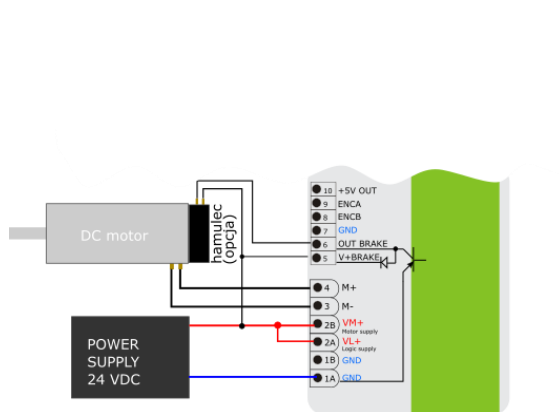 DC motor
hamulec
(opcja)
10 +5V OUT
9 ENCA
8 ENCB
7 GND
6 OUT BRAKE
5 V+BRAKE
4 M+
3 M-
2B VM+
Motor supply
2A VL+
Logic supply
1B GND
1A GND
POWER
SUPPLY
24 VDC